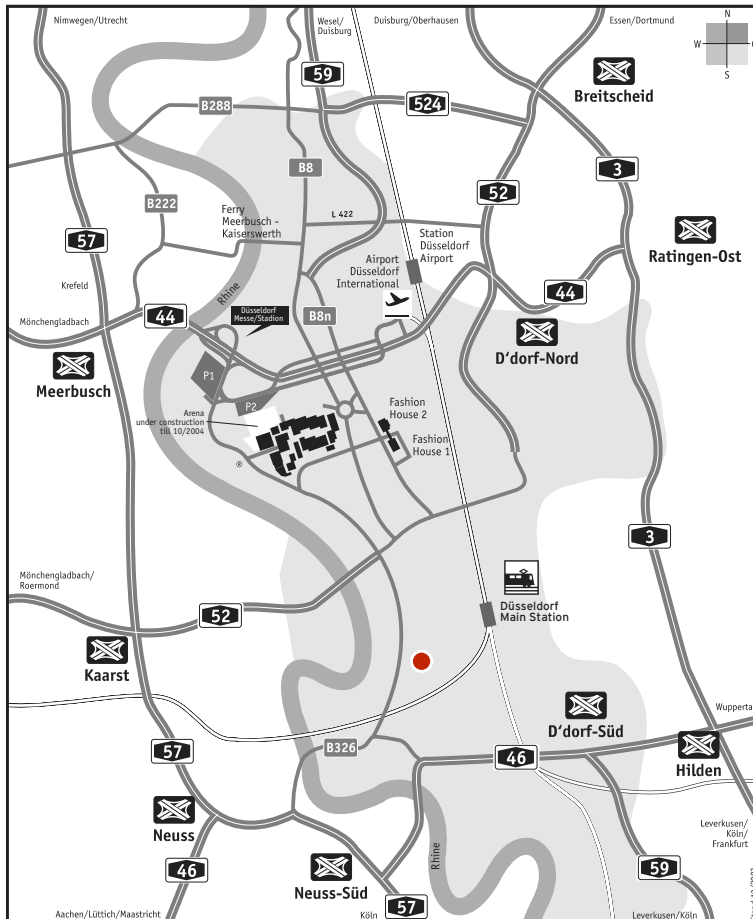 Nimwegen/Utrecht
Wesel/
Duisburg
Duisburg/Oberhausen
Essen/Dortmund
N
W
S
59
Breitscheid
B288
524
3
B8
52
B222
Ferry
Meerbusch -
Kaiserswerth
L 422
Station
Düsseldorf
Airport
57
Ratingen-Ost
Airport
Düsseldorf
International
Krefeld
Rhine
44
44
Düsseldorf
Messe/Stadion
B8n
Mönchengladbach
D'dorf-Nord
Meerbusch
P1
P2
Fashion
House 2
Arena
under construction
till 10/2004
Fashion
House 1
®
3
Mönchengladbach/
Roermond
52
Düsseldorf
Main Station
Kaarst
Wupperta
D'dorf-Süd
57
B326
46
Hilden
Neuss
Leverkusen/
Köln/
Frankfurt
Rhine
46
Neuss-Süd
59
57
Aachen/Lüttich/Maastricht
Köln
Leverkusen/Köln